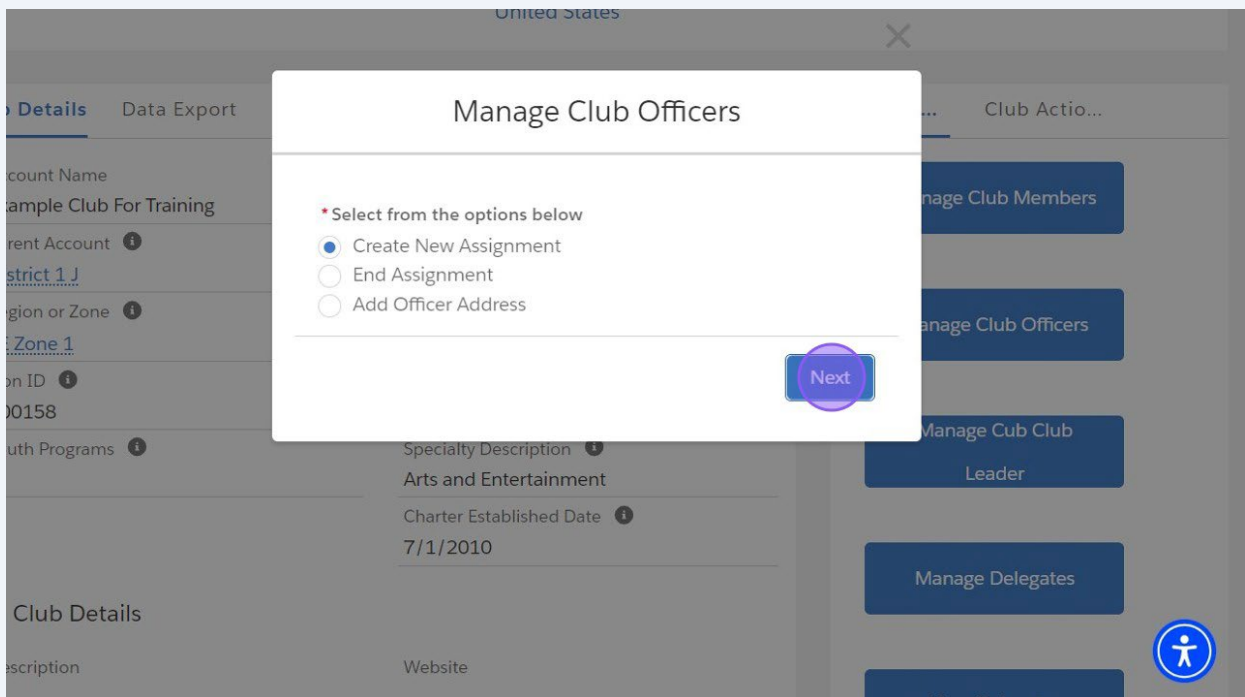 United States
Details
Data Export
...
Club Actio...
Manage Club Officers
count Name
ample Club For Training
rent Account
strict 1 J
gion or Zone
Zone 1
on ID
00158
uth Programs
* Select from the options below
Create New Assignment
End Assignment
Add Officer Address
Next
Specialty Description
Arts and Entertainment
Charter Established Date
7/1/2010
Club Details
escription
Website
nage Club Members
anage Club Officers
Manage Cub Club
Leader
Manage Delegates